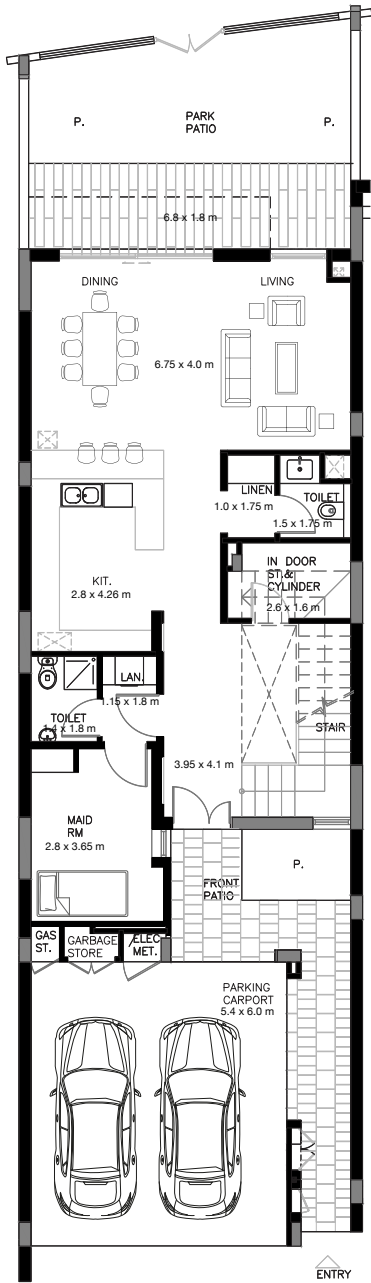 P.
PARK
PATIO
P.
6.8 x 1.8 m
DINING
LIVING
6.75 x 4.0 m
LINEN
1.0 x 1.75 m
TOILET
1.5 x 1.75 m
KIT.
2.8 x 4.26 m
IN DOOR
ST.&
CYLINDER
2.6 x 1.6 m
LAN.
1.15 x 1.8 m
TOILET
1.4 x 1.8 m
STAIR
3.95 x 4.1 m
MAID
RM
2.8 x 3.65 m
P.
FRONT
PATIO
GAS
ST.
GARBAGE
STORE
ELEC
MET.
PARKING
CARPORT
5.4 x 6.0 m
ENTRY